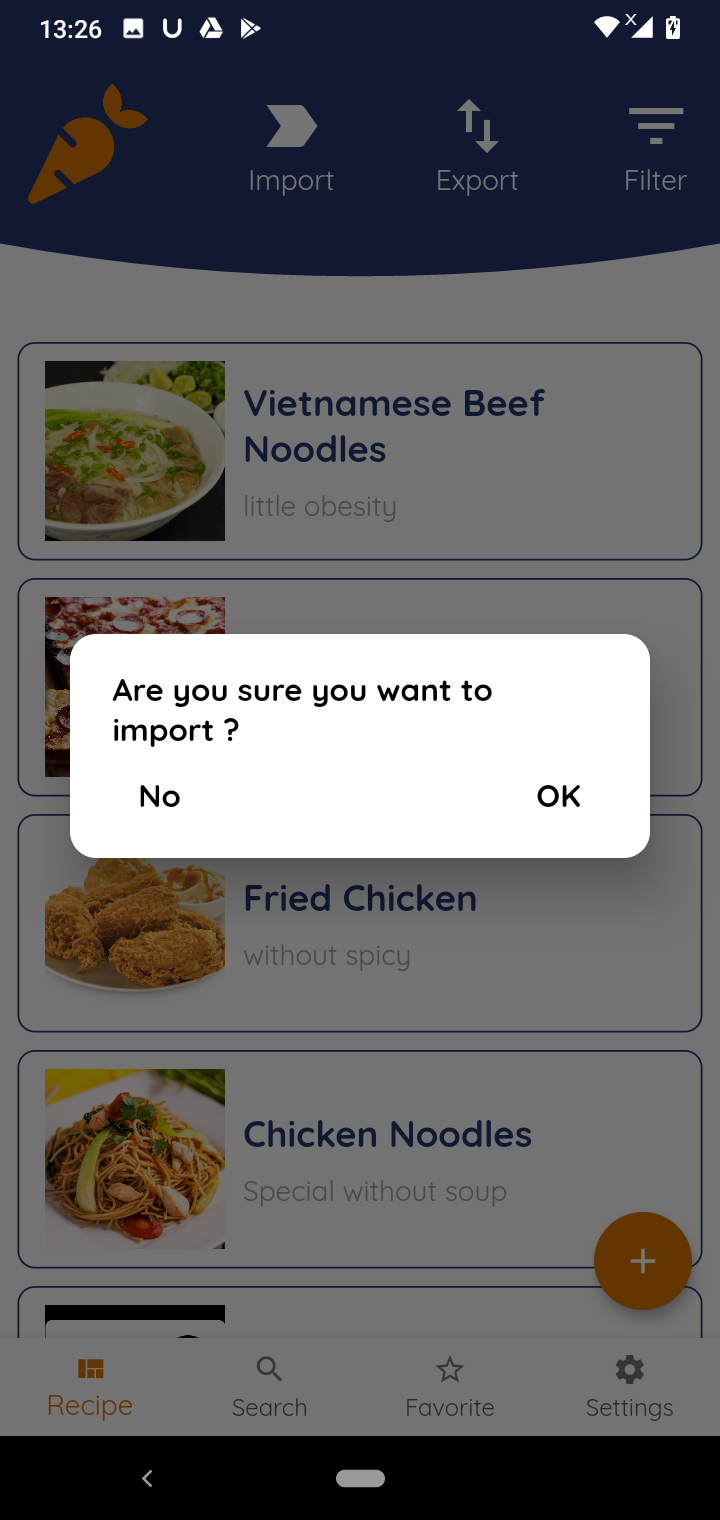 13:26
Import
Export
Filter
Vietnamese Beef
Noodles
little obesity
Are you sure you want to
import ?
No
OK
Fried Chicken
without spicy
Chicken Noodles
Special without soup
Recipe
Search
Favorite
Settings